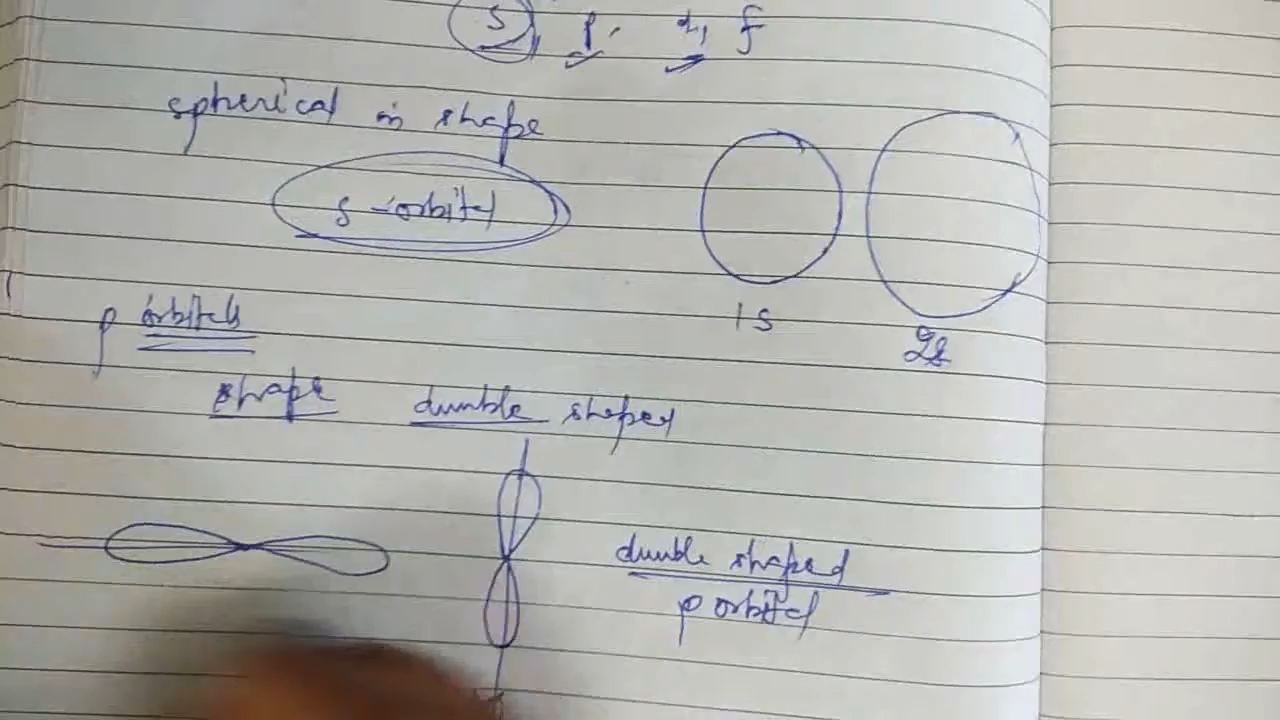 s, p, d, f
spherical in shape
s-orbital
1s
2s
p orbitals
shape dumble shaped
dumble shaped
p orbital